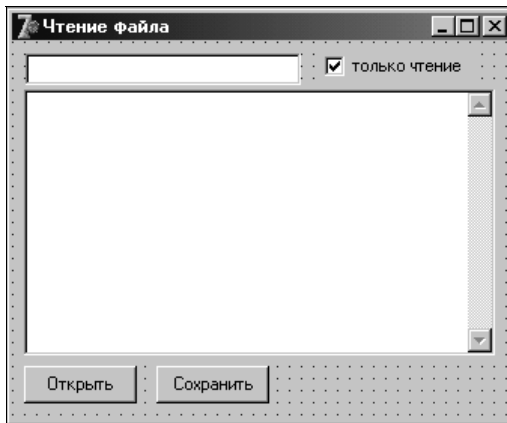 Чтение файла
только чтение
Открыть
Сохранить